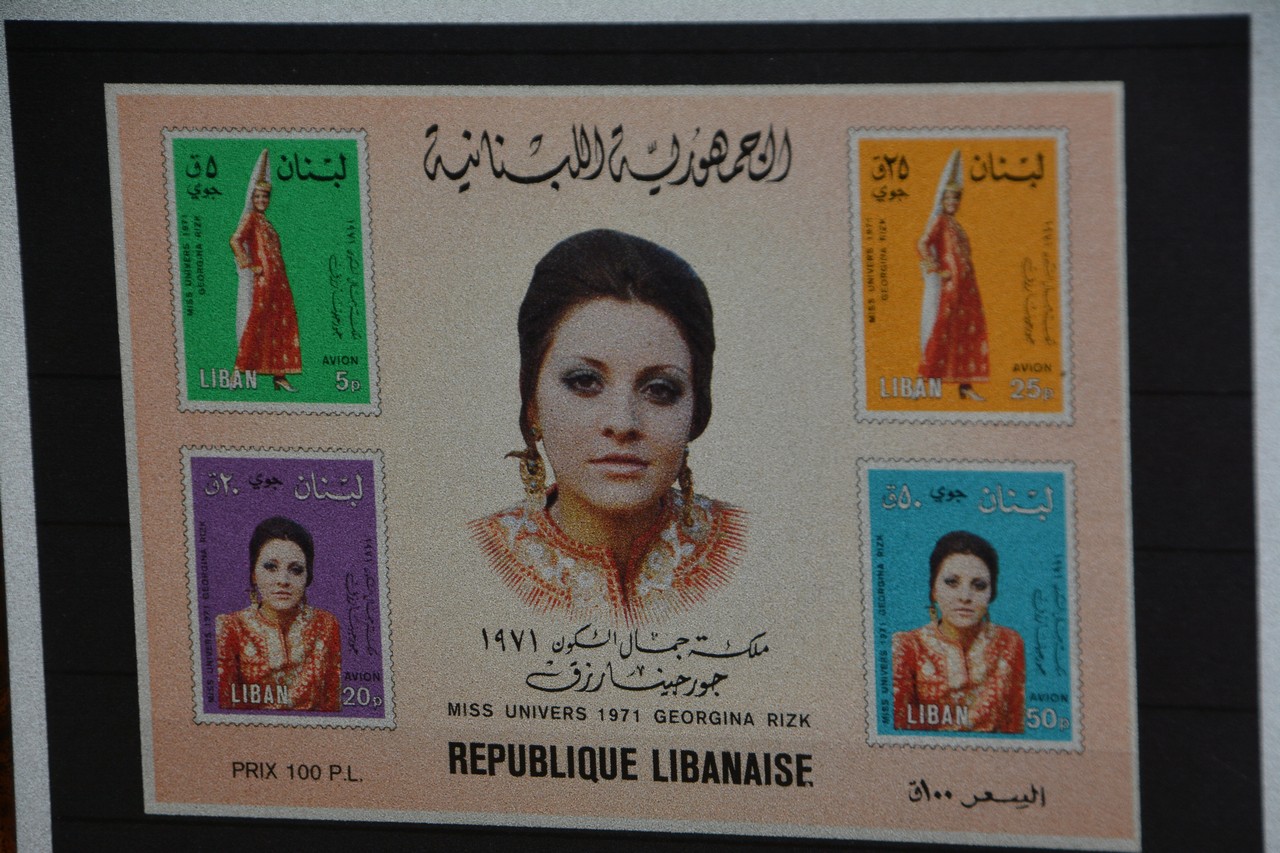 الجمهورية اللبنانية
لبنان
٥ق
جوي
MISS UNIVERS 1971
GEORGINA RIZK
AVION
LIBAN
5p
لبنان
٢٥ق
جوي
MISS UNIVERS 1971
GEORGINA RIZK
AVION
LIBAN
25p
لبنان
جوي
٢٠ق
MISS UNIVERS 1971 GEORGINA RIZK
AVION
LIBAN
20p
لبنان
جوي
٥٠ق
MISS UNIVERS 1971 GEORGINA RIZK
AVION
LIBAN
50p
ملكة جمال الكون ١٩٧١
جورجينا رزق
MISS UNIVERS 1971 GEORGINA RIZK
REPUBLIQUE LIBANAISE
PRIX 100 P.L.
السعر ١٠٠ق